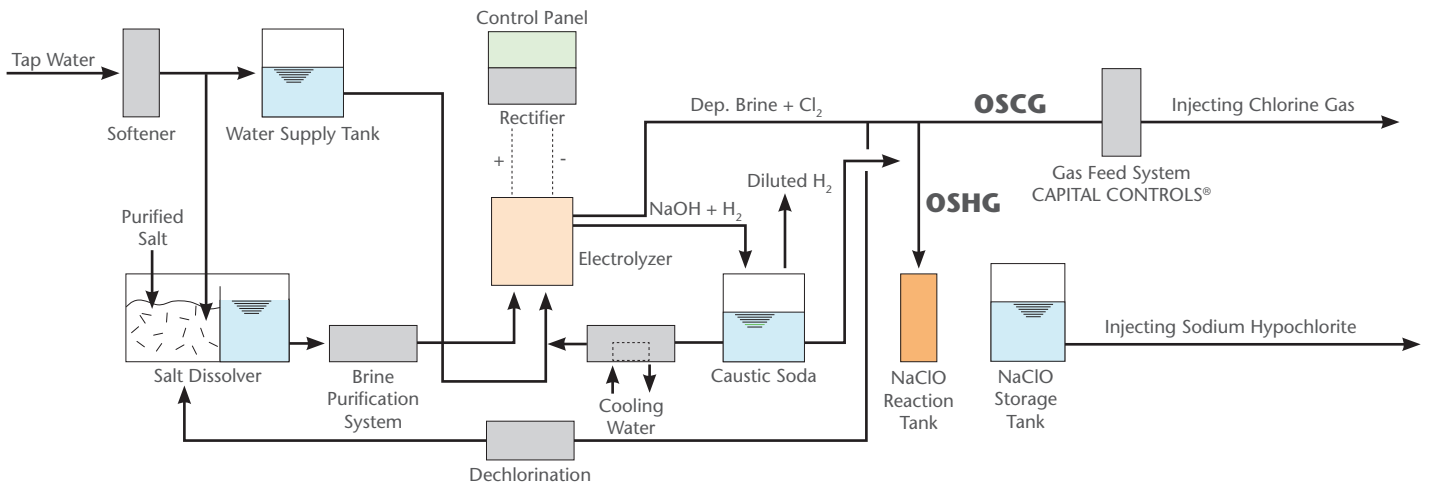 Control Panel
Tap Water
Softener
Water Supply Tank
Rectifier
+
-
Dep. Brine + Cl2
OSCG
Injecting Chlorine Gas
Gas Feed System
CAPITAL CONTROLS®
Diluted H2
NaOH + H2
OSHG
Purified
Salt
Electrolyzer
Injecting Sodium Hypochlorite
Salt Dissolver
Brine
Purification
System
Cooling
Water
Caustic Soda
NaClO
Reaction
Tank
NaClO
Storage
Tank
Dechlorination